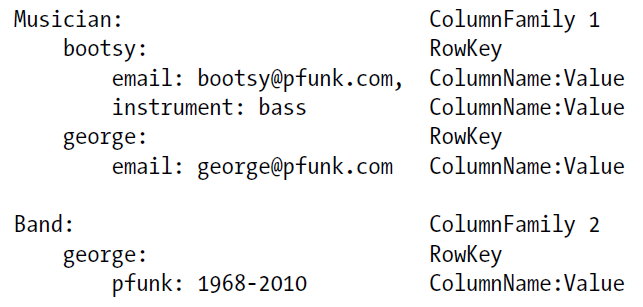 Musician: ColumnFamily 1
bootsy: RowKey
email: bootsy@pfunk.com, ColumnName:Value
instrument: bass ColumnName:Value
george: RowKey
email: george@pfunk.com ColumnName:Value
Band: ColumnFamily 2
george: RowKey
pfunk: 1968-2010 ColumnName:Value